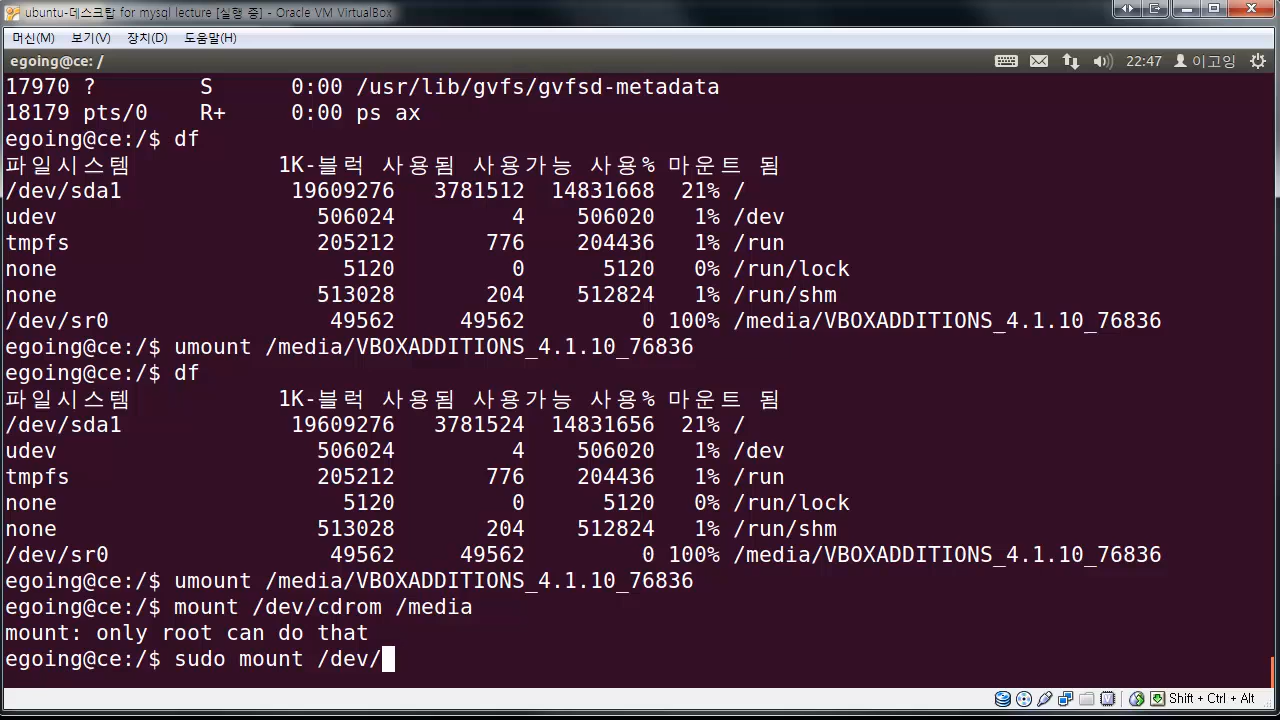 ubuntu-데스크탑 for mysql lecture [실행 중] - Oracle VM VirtualBox
머신(M) 보기(V) 장치(D) 도움말(H)
egoing@ce: / 22:47 이고잉
17970 ? S 0:00 /usr/lib/gvfs/gvfsd-metadata
18179 pts/0 R+ 0:00 ps ax
egoing@ce:/$ df
파일시스템 1K-블럭 사용됨 사용가능 사용% 마운트 됨
/dev/sda1 19609276 3781512 14831668 21% /
udev 506024 4 506020 1% /dev
tmpfs 205212 776 204436 1% /run
none 5120 0 5120 0% /run/lock
none 513028 204 512824 1% /run/shm
/dev/sr0 49562 49562 0 100% /media/VBOXADDITIONS_4.1.10_76836
egoing@ce:/$ umount /media/VBOXADDITIONS_4.1.10_76836
egoing@ce:/$ df
파일시스템 1K-블럭 사용됨 사용가능 사용% 마운트 됨
/dev/sda1 19609276 3781524 14831656 21% /
udev 506024 4 506020 1% /dev
tmpfs 205212 776 204436 1% /run
none 5120 0 5120 0% /run/lock
none 513028 204 512824 1% /run/shm
/dev/sr0 49562 49562 0 100% /media/VBOXADDITIONS_4.1.10_76836
egoing@ce:/$ umount /media/VBOXADDITIONS_4.1.10_76836
egoing@ce:/$ mount /dev/cdrom /media
mount: only root can do that
egoing@ce:/$ sudo mount /dev/
Shift + Ctrl + Alt